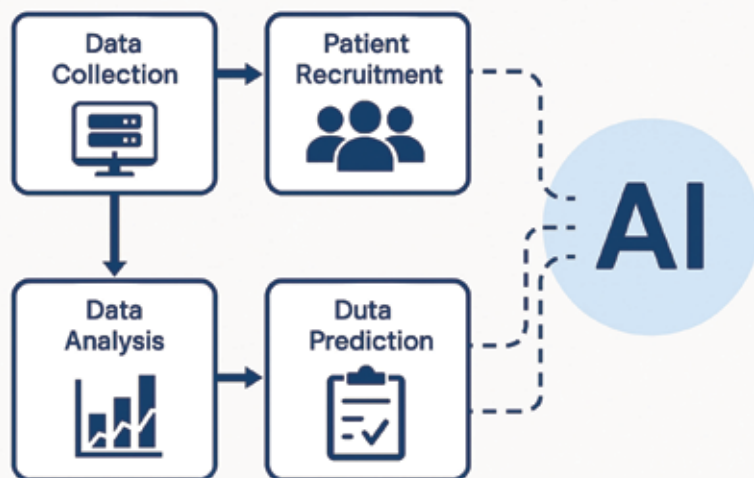 Data
Collection
Patient
Recruitment
AI
Data
Analysis
Duta
Prediction